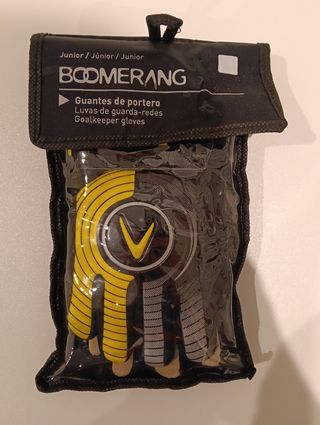 Junior / Júnior / Junior
BOOMERANG
Guantes de portero
Luvas de guarda-redes
Goalkeeper gloves